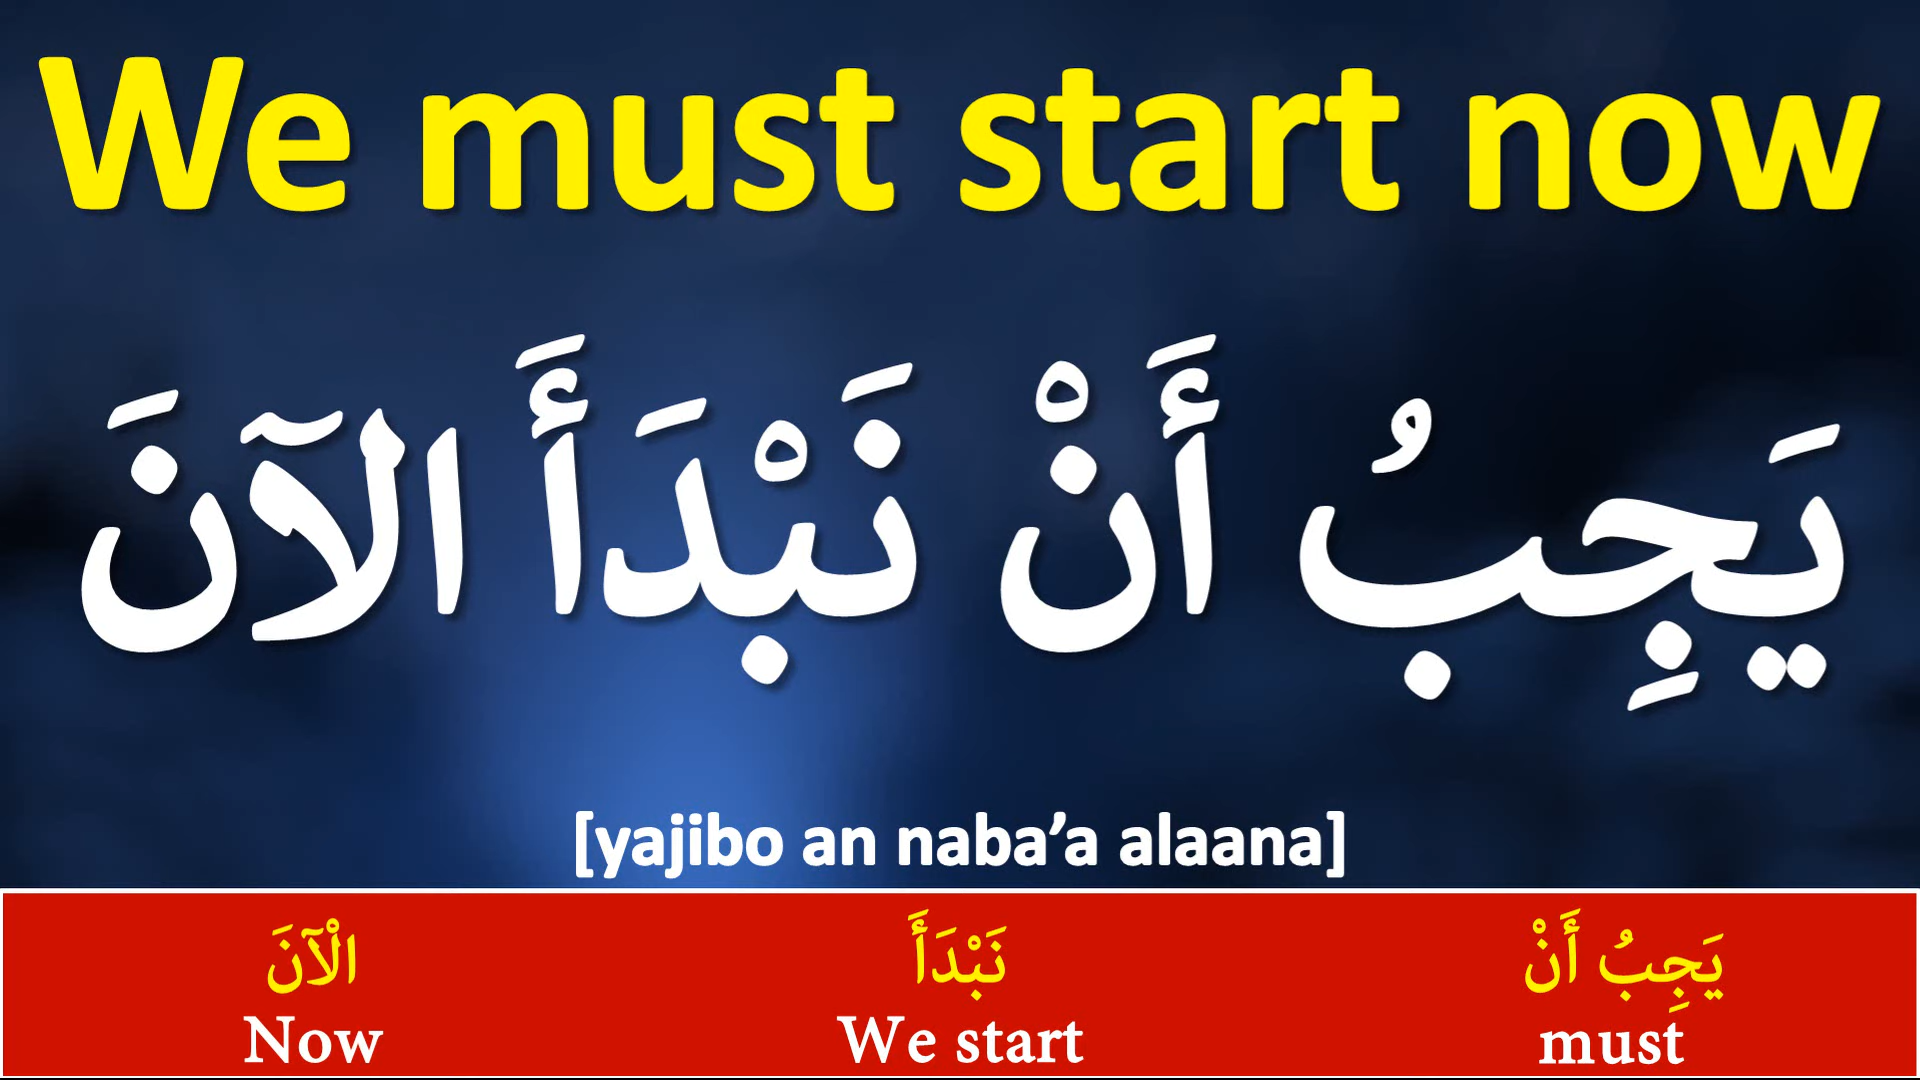 We must start now
يَجِبُ أَنْ نَبْدَأَ الآنَ
[yajibo an naba’a alaana]
يَجِبُ أَنْ
must
نَبْدَأَ
We start
الْآنَ
Now